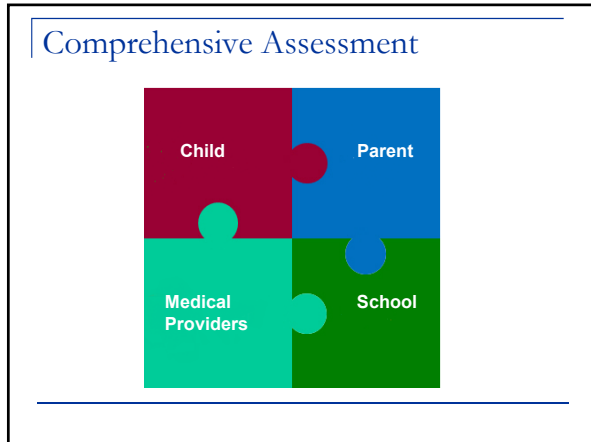 Comprehensive Assessment
Child
Parent
Medical
Providers
School